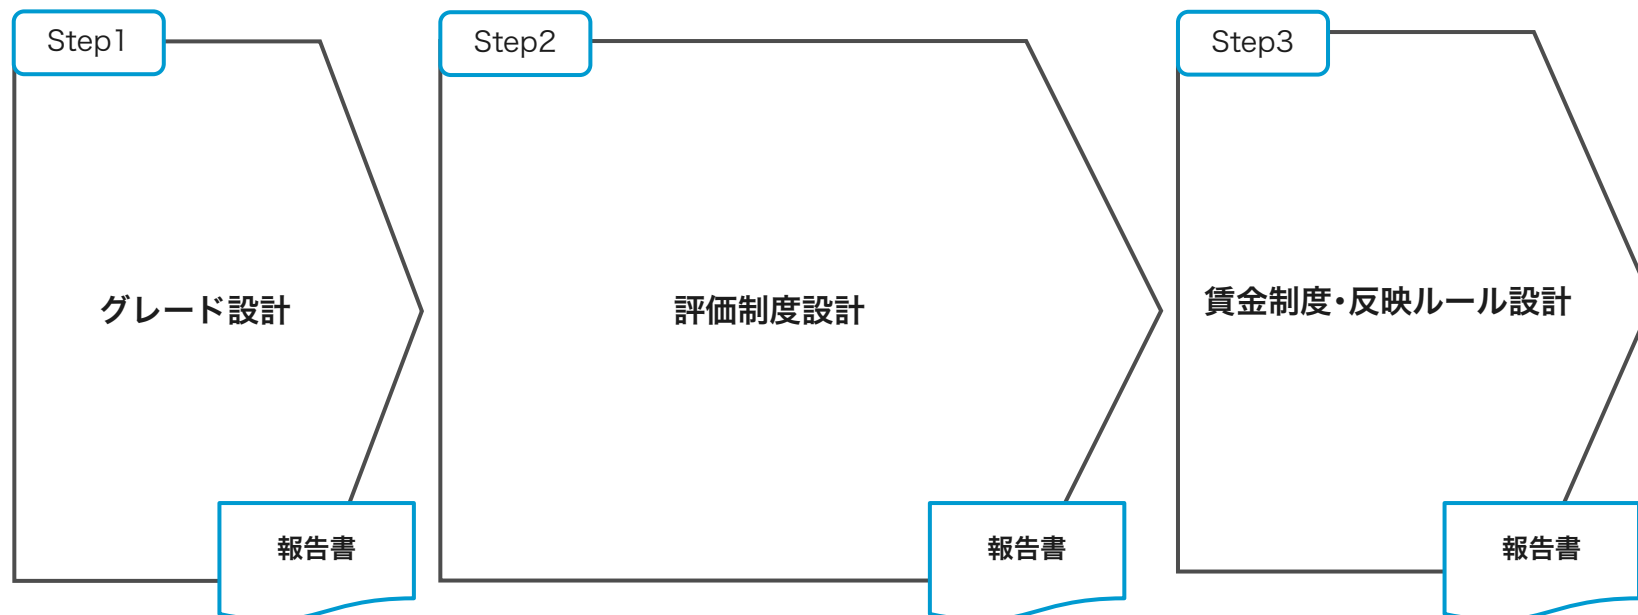 Step1
グレード設計
報告書
Step2
評価制度設計
報告書
Step3
賃金制度・反映ルール設計
報告書